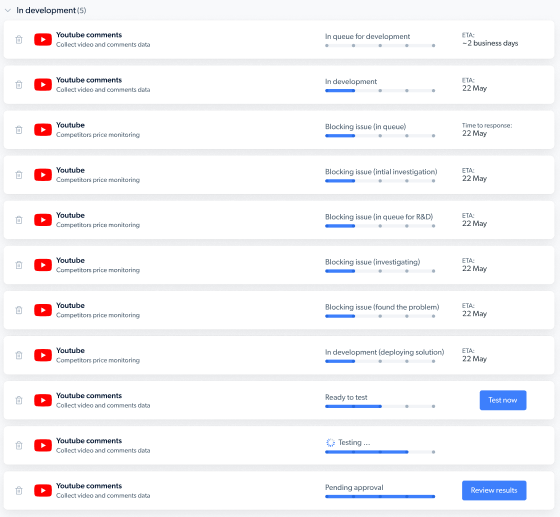 In development (5)
Youtube comments
Collect video and comments data
In queue for development
ETA:
~2 business days
Youtube comments
Collect video and comments data
In development
ETA:
22 May
Youtube
Competitors price monitoring
Blocking issue (in queue)
Time to response:
22 May
Youtube
Competitors price monitoring
Blocking issue (intial investigation)
ETA:
22 May
Youtube
Competitors price monitoring
Blocking issue (in queue for R&D)
ETA:
22 May
Youtube
Competitors price monitoring
Blocking issue (investigating)
ETA:
22 May
Youtube
Competitors price monitoring
Blocking issue (found the problem)
ETA:
22 May
Youtube
Competitors price monitoring
In development (deploying solution)
ETA:
22 May
Youtube comments
Collect video and comments data
Ready to test
Test now
Youtube comments
Collect video and comments data
Testing ...
Youtube comments
Collect video and comments data
Pending approval
Review results